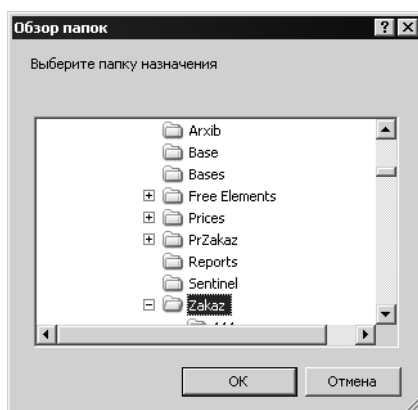 Обзор папок
Выберите папку назначения
Arxib
Base
Bases
Free Elements
Prices
PrZakaz
Reports
Sentinel
Zakaz
OK
Отмена